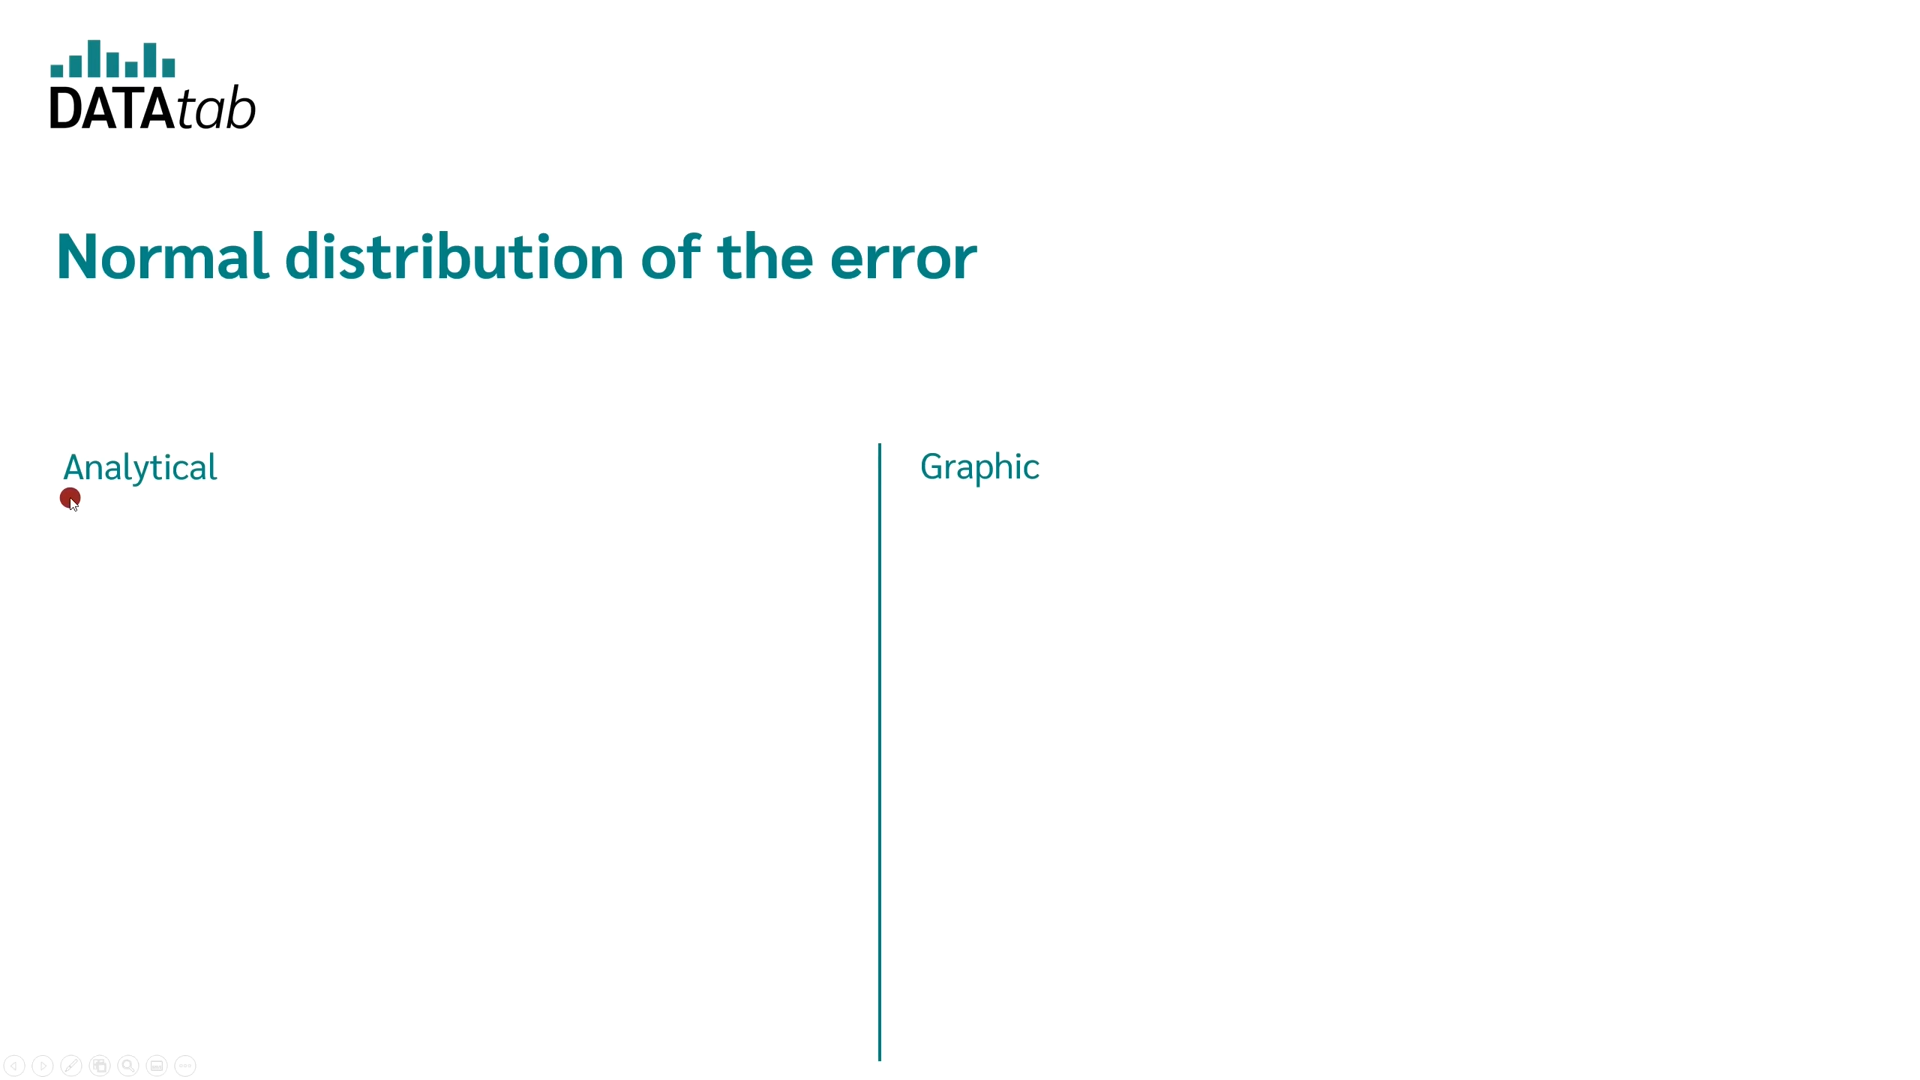 DATAtab
Normal distribution of the error
Analytical
Graphic